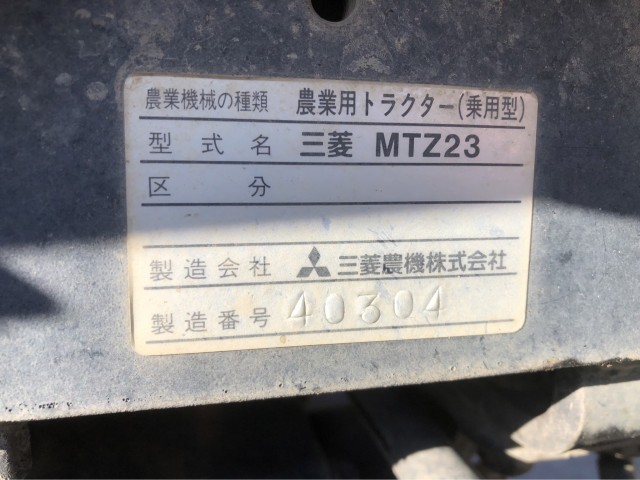 農業機械の種類 農業用トラクター(乗用型)
型式名 三菱 MTZ23
区分
製造会社 三菱農機株式会社
製造番号 40304